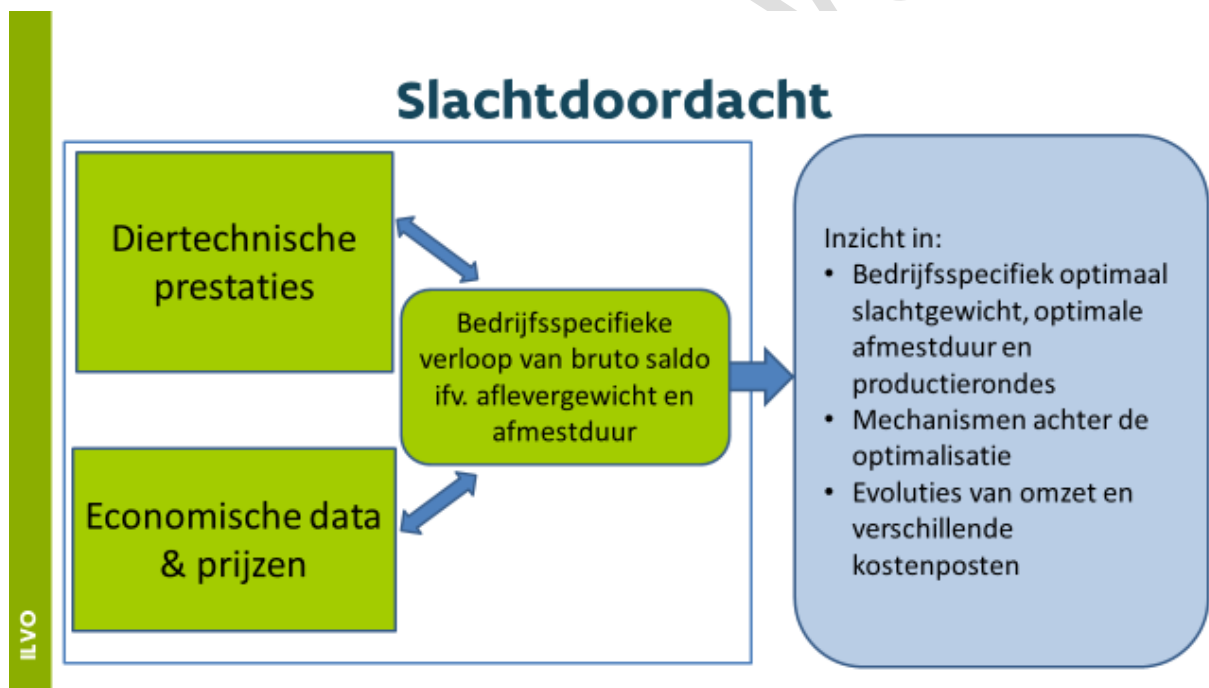 Slachtdoordacht
Diertechnische
prestaties
Bedrijfsspecifieke
verloop van bruto saldo
ifv. aflevergewicht en
afmestduur
Economische data
& prijzen
Inzicht in:
• Bedrijfsspecifiek optimaal
slachtgewicht, optimale
afmestduur en
productierondes
• Mechanismen achter de
optimalisatie
• Evoluties van omzet en
verschillende
kostenposten
ILVO